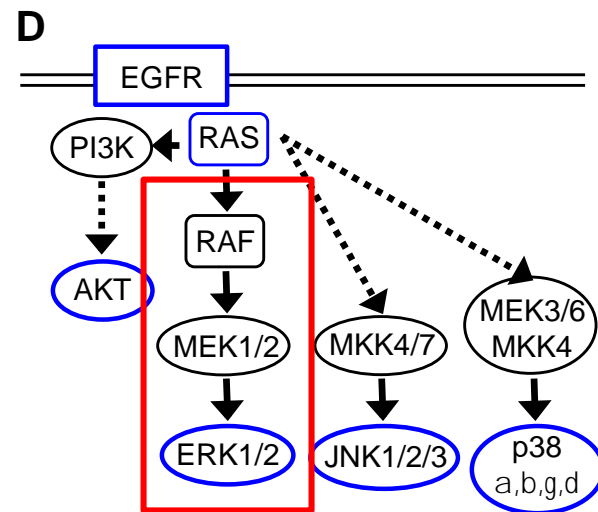 D
EGFR
PI3K
RAS
RAF
AKT
MEK1/2
MKK4/7
MEK3/6
MKK4
ERK1/2
JNK1/2/3
p38
a,b,g,d